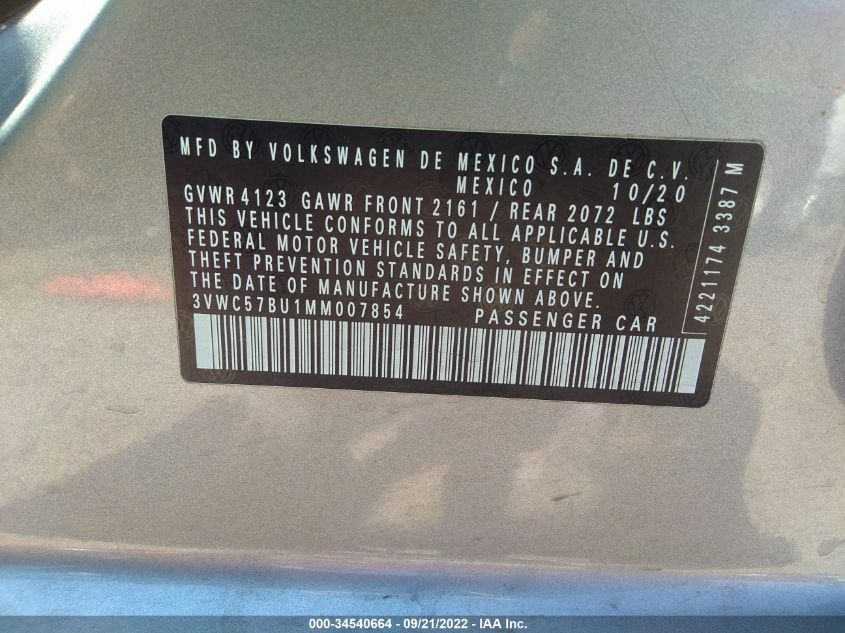 MFD BY VOLKSWAGEN DE MEXICO S.A. DE C.V.
MEXICO 10/20
GVWR 4123 GAWR FRONT 2161 / REAR 2072 LBS
THIS VEHICLE CONFORMS TO ALL APPLICABLE U.S.
FEDERAL MOTOR VEHICLE SAFETY, BUMPER AND
THEFT PREVENTION STANDARDS IN EFFECT ON
THE DATE OF MANUFACTURE SHOWN ABOVE.
3VWC57BU1MM007854 PASSENGER CAR
4221174 3387 M
000-34540664 - 09/21/2022 - IAA Inc.